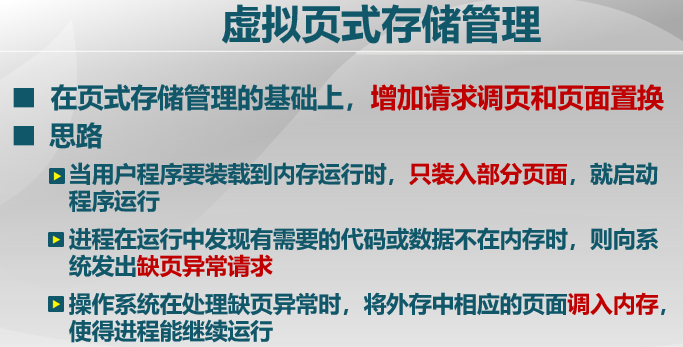 虚拟页式存储管理
在页式存储管理的基础上，增加请求调页和页面置换
思路
当用户程序要装载到内存运行时，只装入部分页面，就启动
程序运行
进程在运行中发现有需要的代码或数据不在内存时，则向系
统发出缺页异常请求
操作系统在处理缺页异常时，将外存中相应的页面调入内存，
使得进程能继续运行